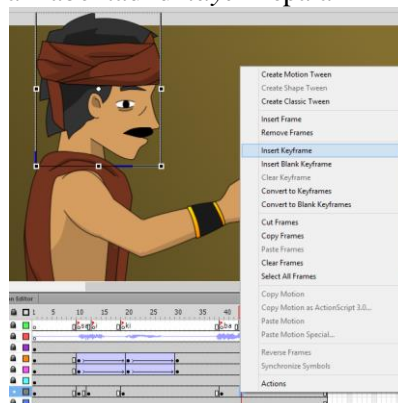 Create Motion Tween
Create Shape Tween
Create Classic Tween
Insert Frame
Remove Frames
Insert Keyframe
Insert Blank Keyframe
Clear Keyframe
Convert to Keyframes
Convert to Blank Keyframes
Cut Frames
Copy Frames
Paste Frames
Clear Frames
Select All Frames
Copy Motion
Copy Motion as ActionScript 3.0...
Paste Motion
Paste Motion Special...
Reverse Frames
Synchronize Symbols
Actions
on Editor
1 5 10 15 20 25 30 35 40